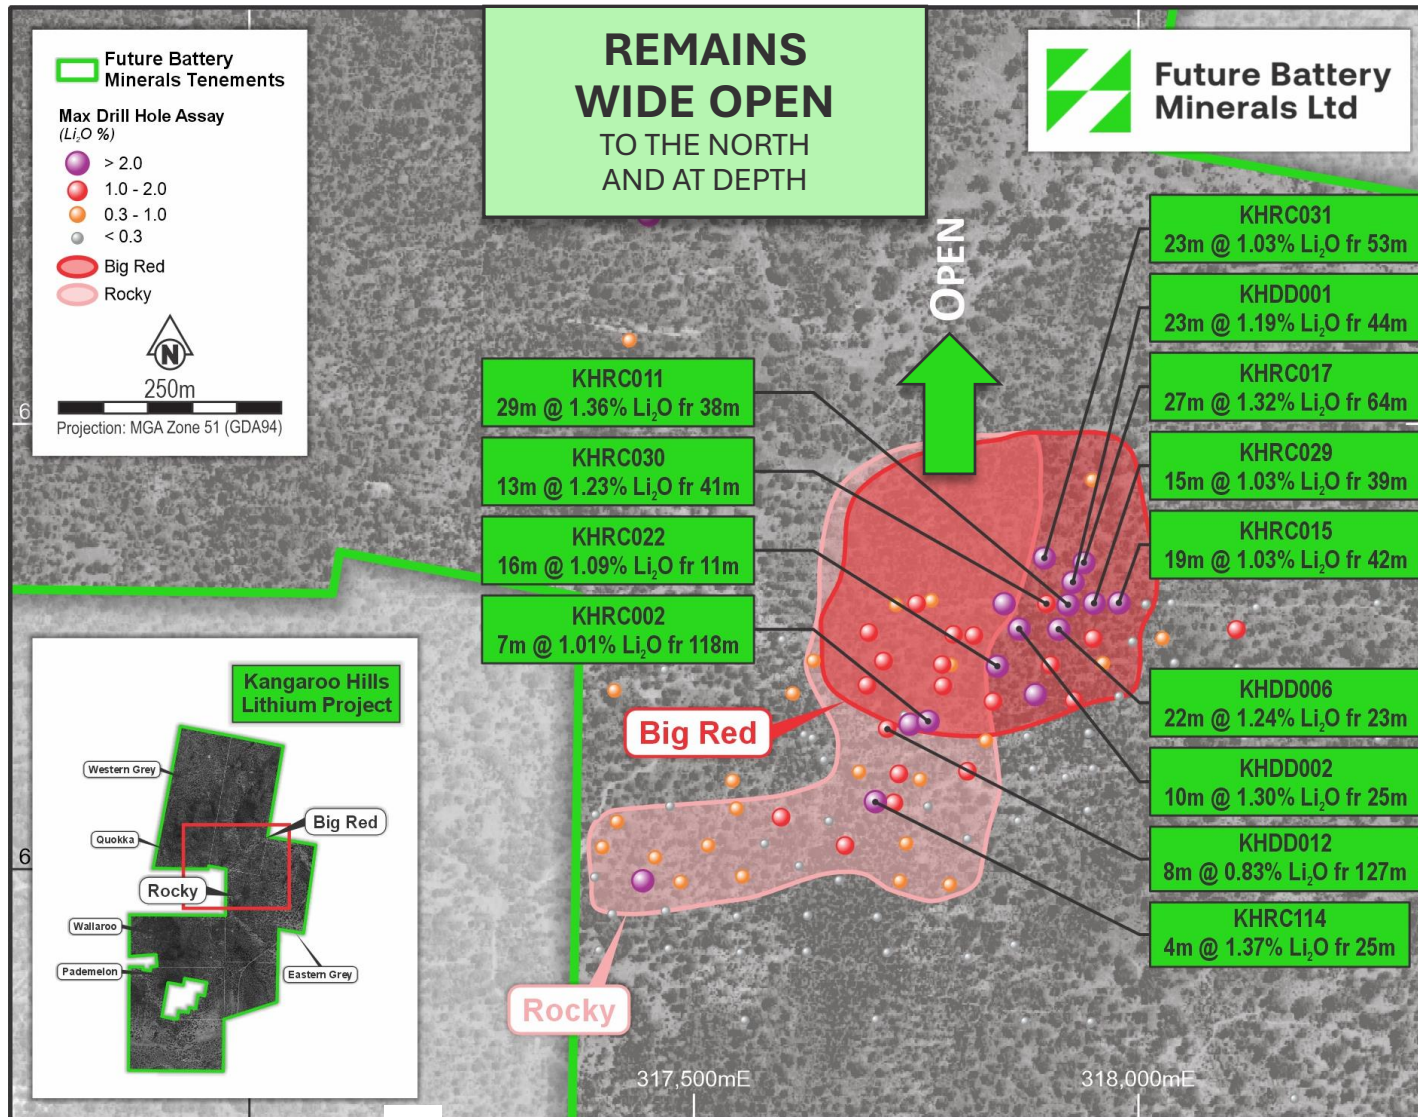 Future Battery
Minerals Tenements
Max Drill Hole Assay
(Li₂O %)
> 2.0
1.0 - 2.0
0.3 - 1.0
< 0.3
Big Red
Rocky
N
250m
Projection: MGA Zone 51 (GDA94)
REMAINS
WIDE OPEN
TO THE NORTH
AND AT DEPTH
Future Battery
Minerals Ltd
OPEN
KHRC011
29m @ 1.36% Li₂O fr 38m
KHRC030
13m @ 1.23% Li₂O fr 41m
KHRC022
16m @ 1.09% Li₂O fr 11m
KHRC002
7m @ 1.01% Li₂O fr 118m
KHRC031
23m @ 1.03% Li₂O fr 53m
KHDD001
23m @ 1.19% Li₂O fr 44m
KHRC017
27m @ 1.32% Li₂O fr 64m
KHRC029
15m @ 1.03% Li₂O fr 39m
KHRC015
19m @ 1.03% Li₂O fr 42m
KHDD006
22m @ 1.24% Li₂O fr 23m
KHDD002
10m @ 1.30% Li₂O fr 25m
KHDD012
8m @ 0.83% Li₂O fr 127m
KHRC114
4m @ 1.37% Li₂O fr 25m
Big Red
Rocky
Kangaroo Hills
Lithium Project
Western Grey
Big Red
Quokka
Rocky
Wallaroo
Pademelon
Eastern Grey
6
6
317,500mE
318,000mE